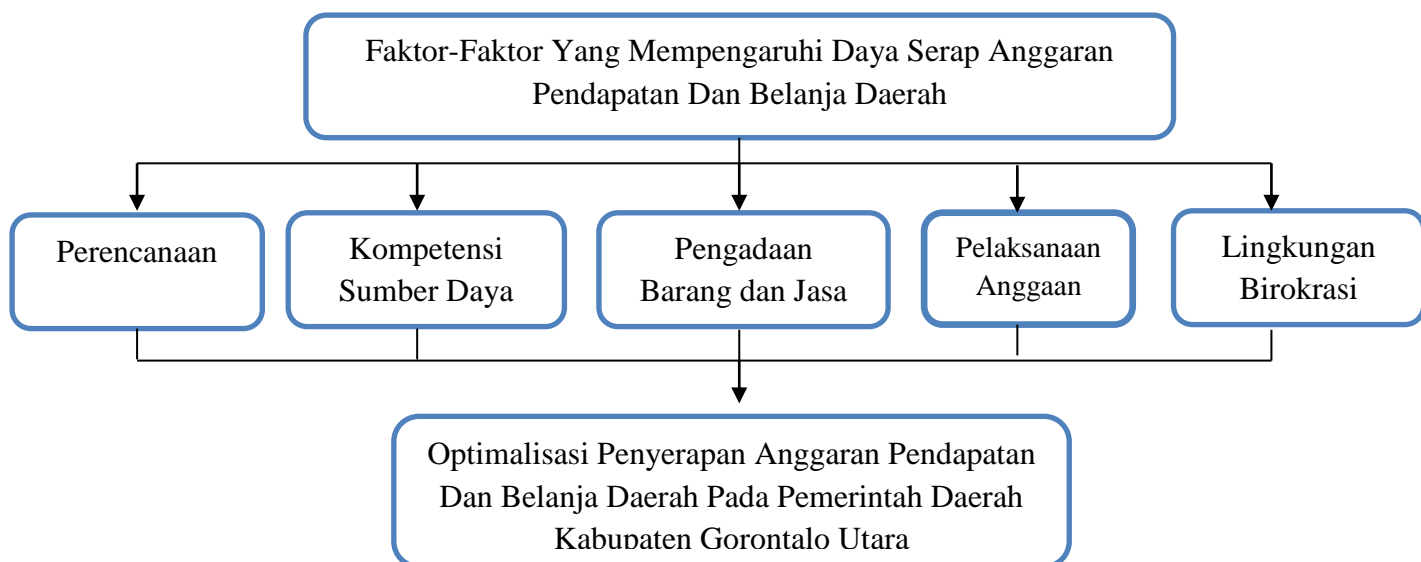 Faktor-Faktor Yang Mempengaruhi Daya Serap Anggaran
Pendapatan Dan Belanja Daerah
Perencanaan
Kompetensi
Sumber Daya
Pengadaan
Barang dan Jasa
Pelaksanaan
Anggaan
Lingkungan
Birokrasi
Optimalisasi Penyerapan Anggaran Pendapatan
Dan Belanja Daerah Pada Pemerintah Daerah
Kabupaten Gorontalo Utara